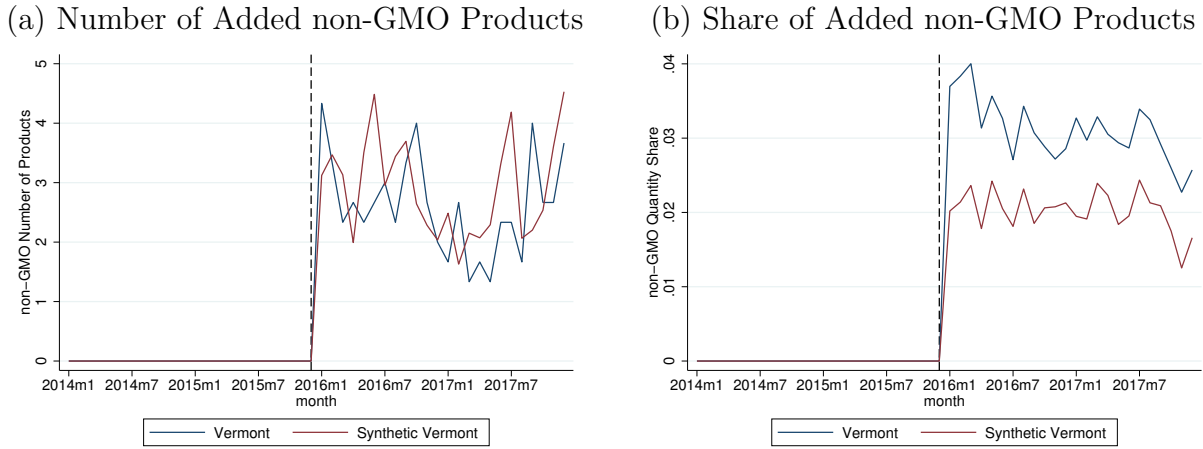 (a) Number of Added non-GMO Products
non−GMO Number of Products
5
4
3
2
1
0
2014m1 2014m7 2015m1 2015m7 2016m1 2016m7 2017m1 2017m7
month
Vermont Synthetic Vermont
(b) Share of Added non-GMO Products
non−GMO Quantity Share
.04
.03
.02
.01
0
2014m1 2014m7 2015m1 2015m7 2016m1 2016m7 2017m1 2017m7
month
Vermont Synthetic Vermont